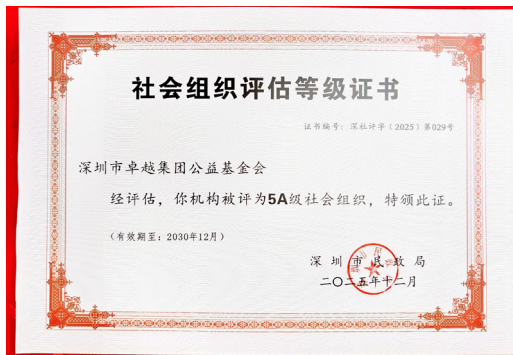 社会组织评估等级证书
证书编号：深社评字〔2025〕第029号
深圳市卓越集团公益基金会
经评估，你机构被评为5A级社会组织，特颁此证。
（有效期至：2030年12月）
深圳市民政局
二〇二五年十二月